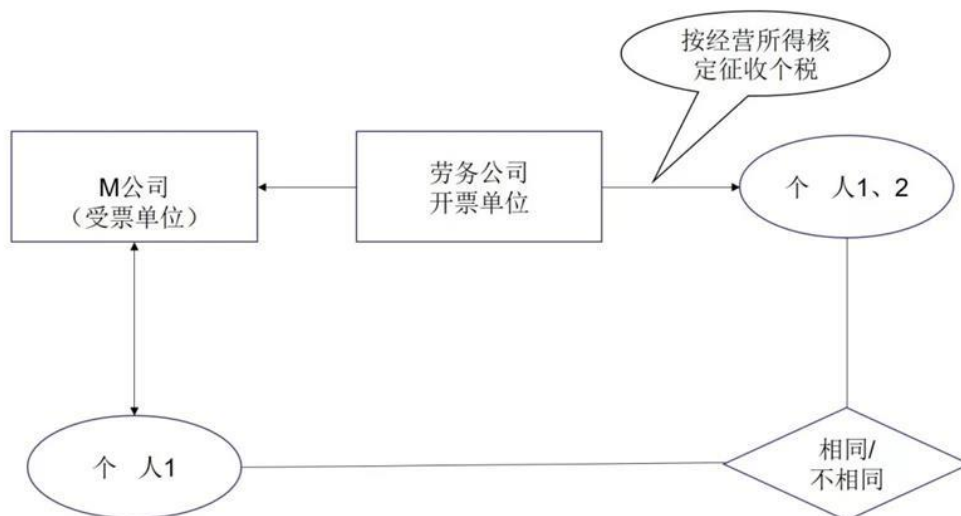 按经营所得核
定征收个税
M公司
（受票单位）
劳务公司
开票单位
个 人1、2
个 人1
相同/
不相同